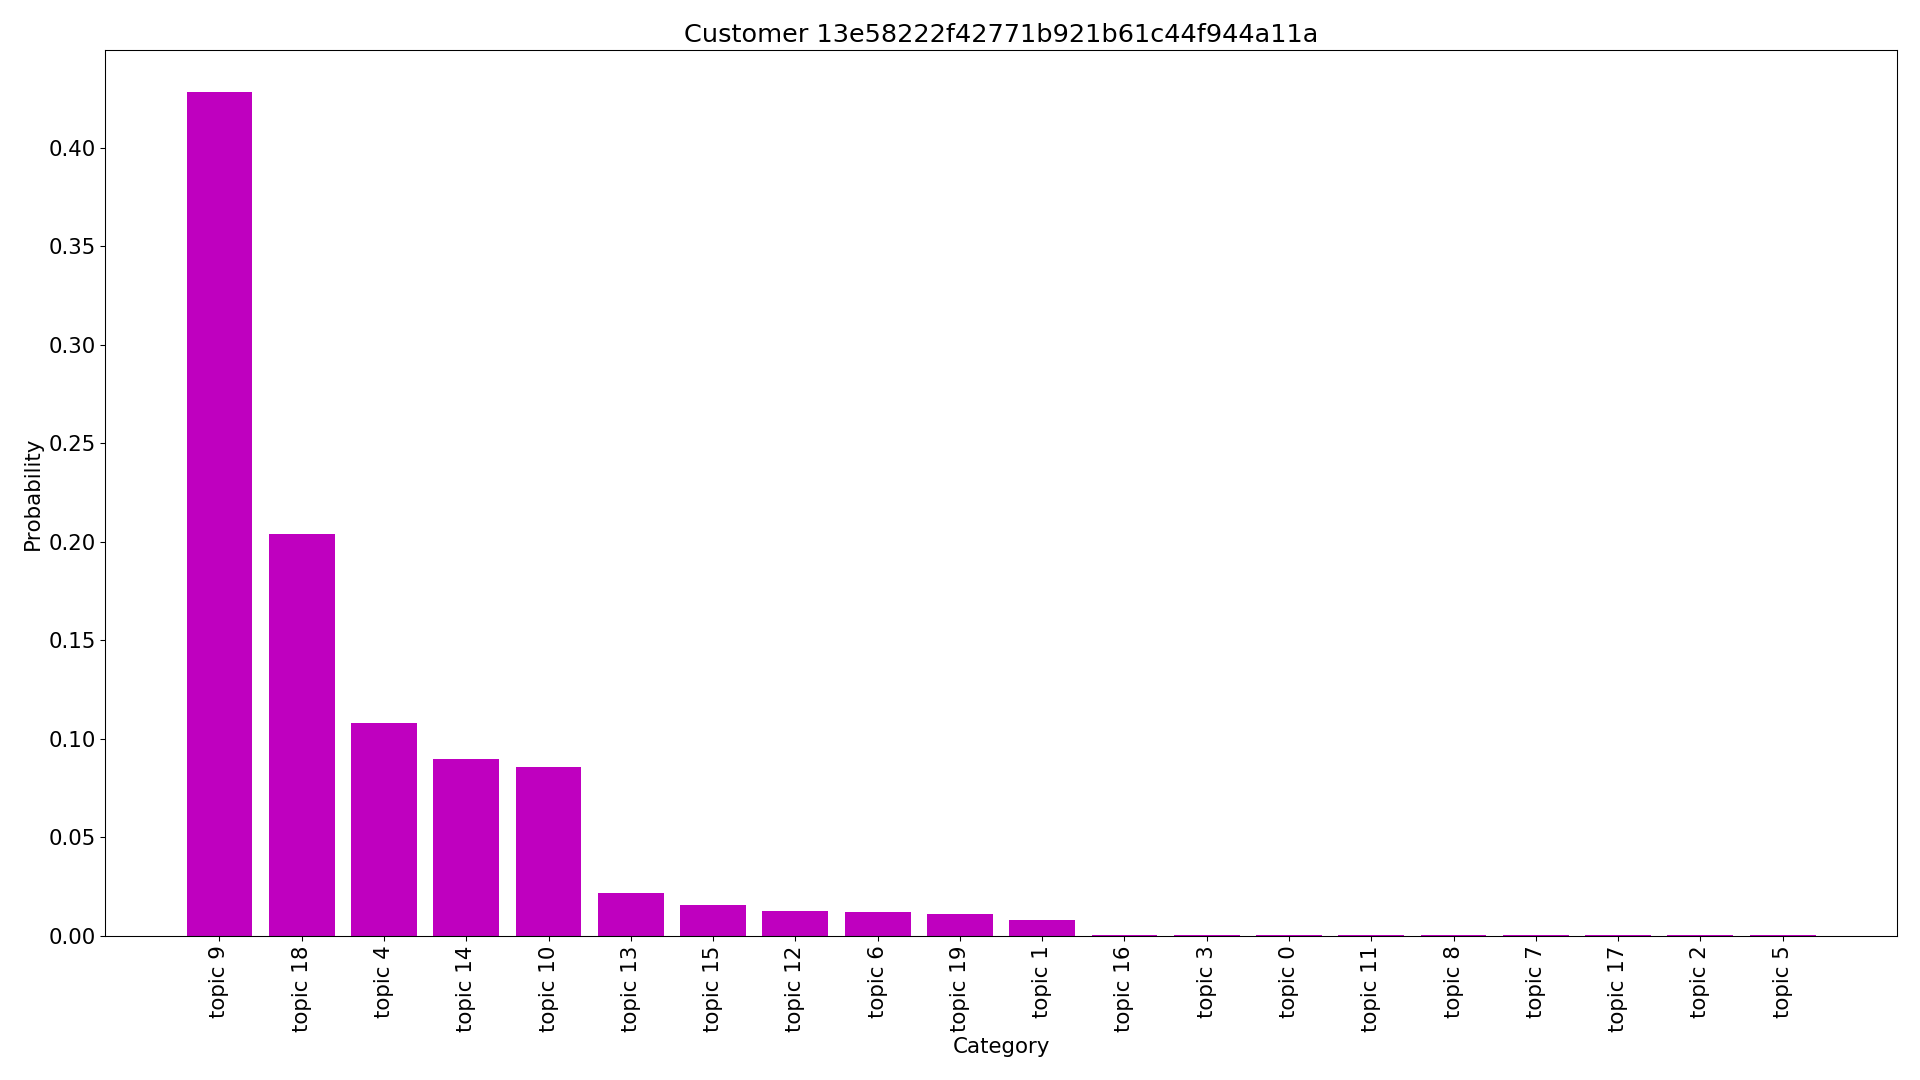 Customer 13e58222f42771b921b61c44f944a11a
Probability
0.40
0.35
0.30
0.25
0.20
0.15
0.10
0.05
0.00
topic 9
topic 18
topic 4
topic 14
topic 10
topic 13
topic 15
topic 12
topic 6
topic 19
topic 1
topic 16
topic 3
topic 0
topic 11
topic 8
topic 7
topic 17
topic 2
topic 5
Category